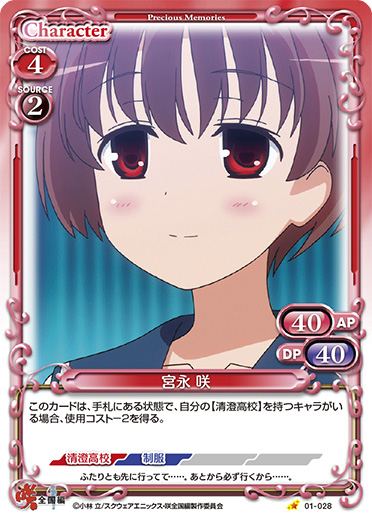 Precious Memories
Character
COST
4
SOURCE
2
40 AP
DP 40
宮永 咲
このカードは、手札にある状態で、自分の【清澄高校】を持つキャラがい
る場合、使用コスト－2を得る。
清澄高校 制服
ふたりとも先に行ってて……。あとから必ず行くから……。
咲 全国編
©小林 立/スクウェアエニックス・咲全国編製作委員会
01-028